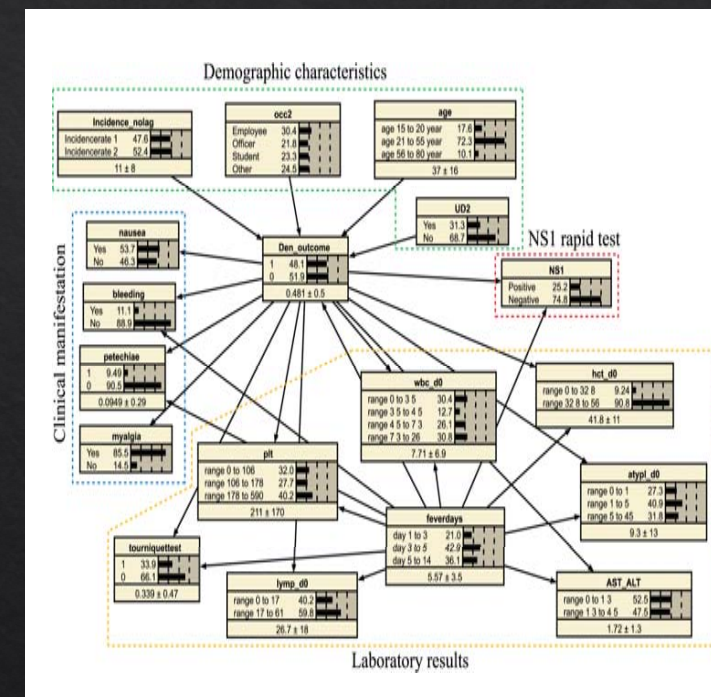 Demographic characteristics
Incidence_nolag
Incidencerate 1 47.6
Incidencerate 2 52.4
11 ± 8
occ2
Employee 30.4
Officer 21.8
Student 23.3
Other 24.5
age
age 15 to 20 year 17.6
age 21 to 55 year 72.3
age 56 to 80 year 10.1
37 ± 16
UD2
Yes 31.3
No 68.7
Den_outcome
1 48.1
0 51.9
0.481 ± 0.5
NS1 rapid test
NS1
Positive 25.2
Negative 74.8
Clinical manifestation
nausea
Yes 53.7
No 46.3
bleeding
Yes 11.1
No 88.9
petechiae
1 9.49
0 90.5
0.0949 ± 0.29
myalgia
Yes 85.5
No 14.5
wbc_d0
range 0 to 3 5 30.4
range 3 5 to 4 5 12.7
range 4 5 to 7 3 26.1
range 7 3 to 26 30.8
7.71 ± 6.9
hct_d0
range 0 to 32 8 9.24
range 32 8 to 56 90.8
41.8 ± 11
plt
range 0 to 106 32.0
range 106 to 178 27.7
range 178 to 590 40.2
211 ± 170
atypl_d0
range 0 to 1 27.3
range 1 to 5 40.9
range 5 to 45 31.8
9.3 ± 13
feverdays
day 1 to 3 21.0
day 3 to 5 42.9
day 5 to 14 36.1
5.57 ± 3.5
tourniquettest
1 33.9
0 66.1
0.339 ± 0.47
lymp_d0
range 0 to 17 40.2
range 17 to 61 59.8
26.7 ± 18
AST_ALT
range 0 to 1 3 52.5
range 1 3 to 4 5 47.5
1.72 ± 1.3
Laboratory results